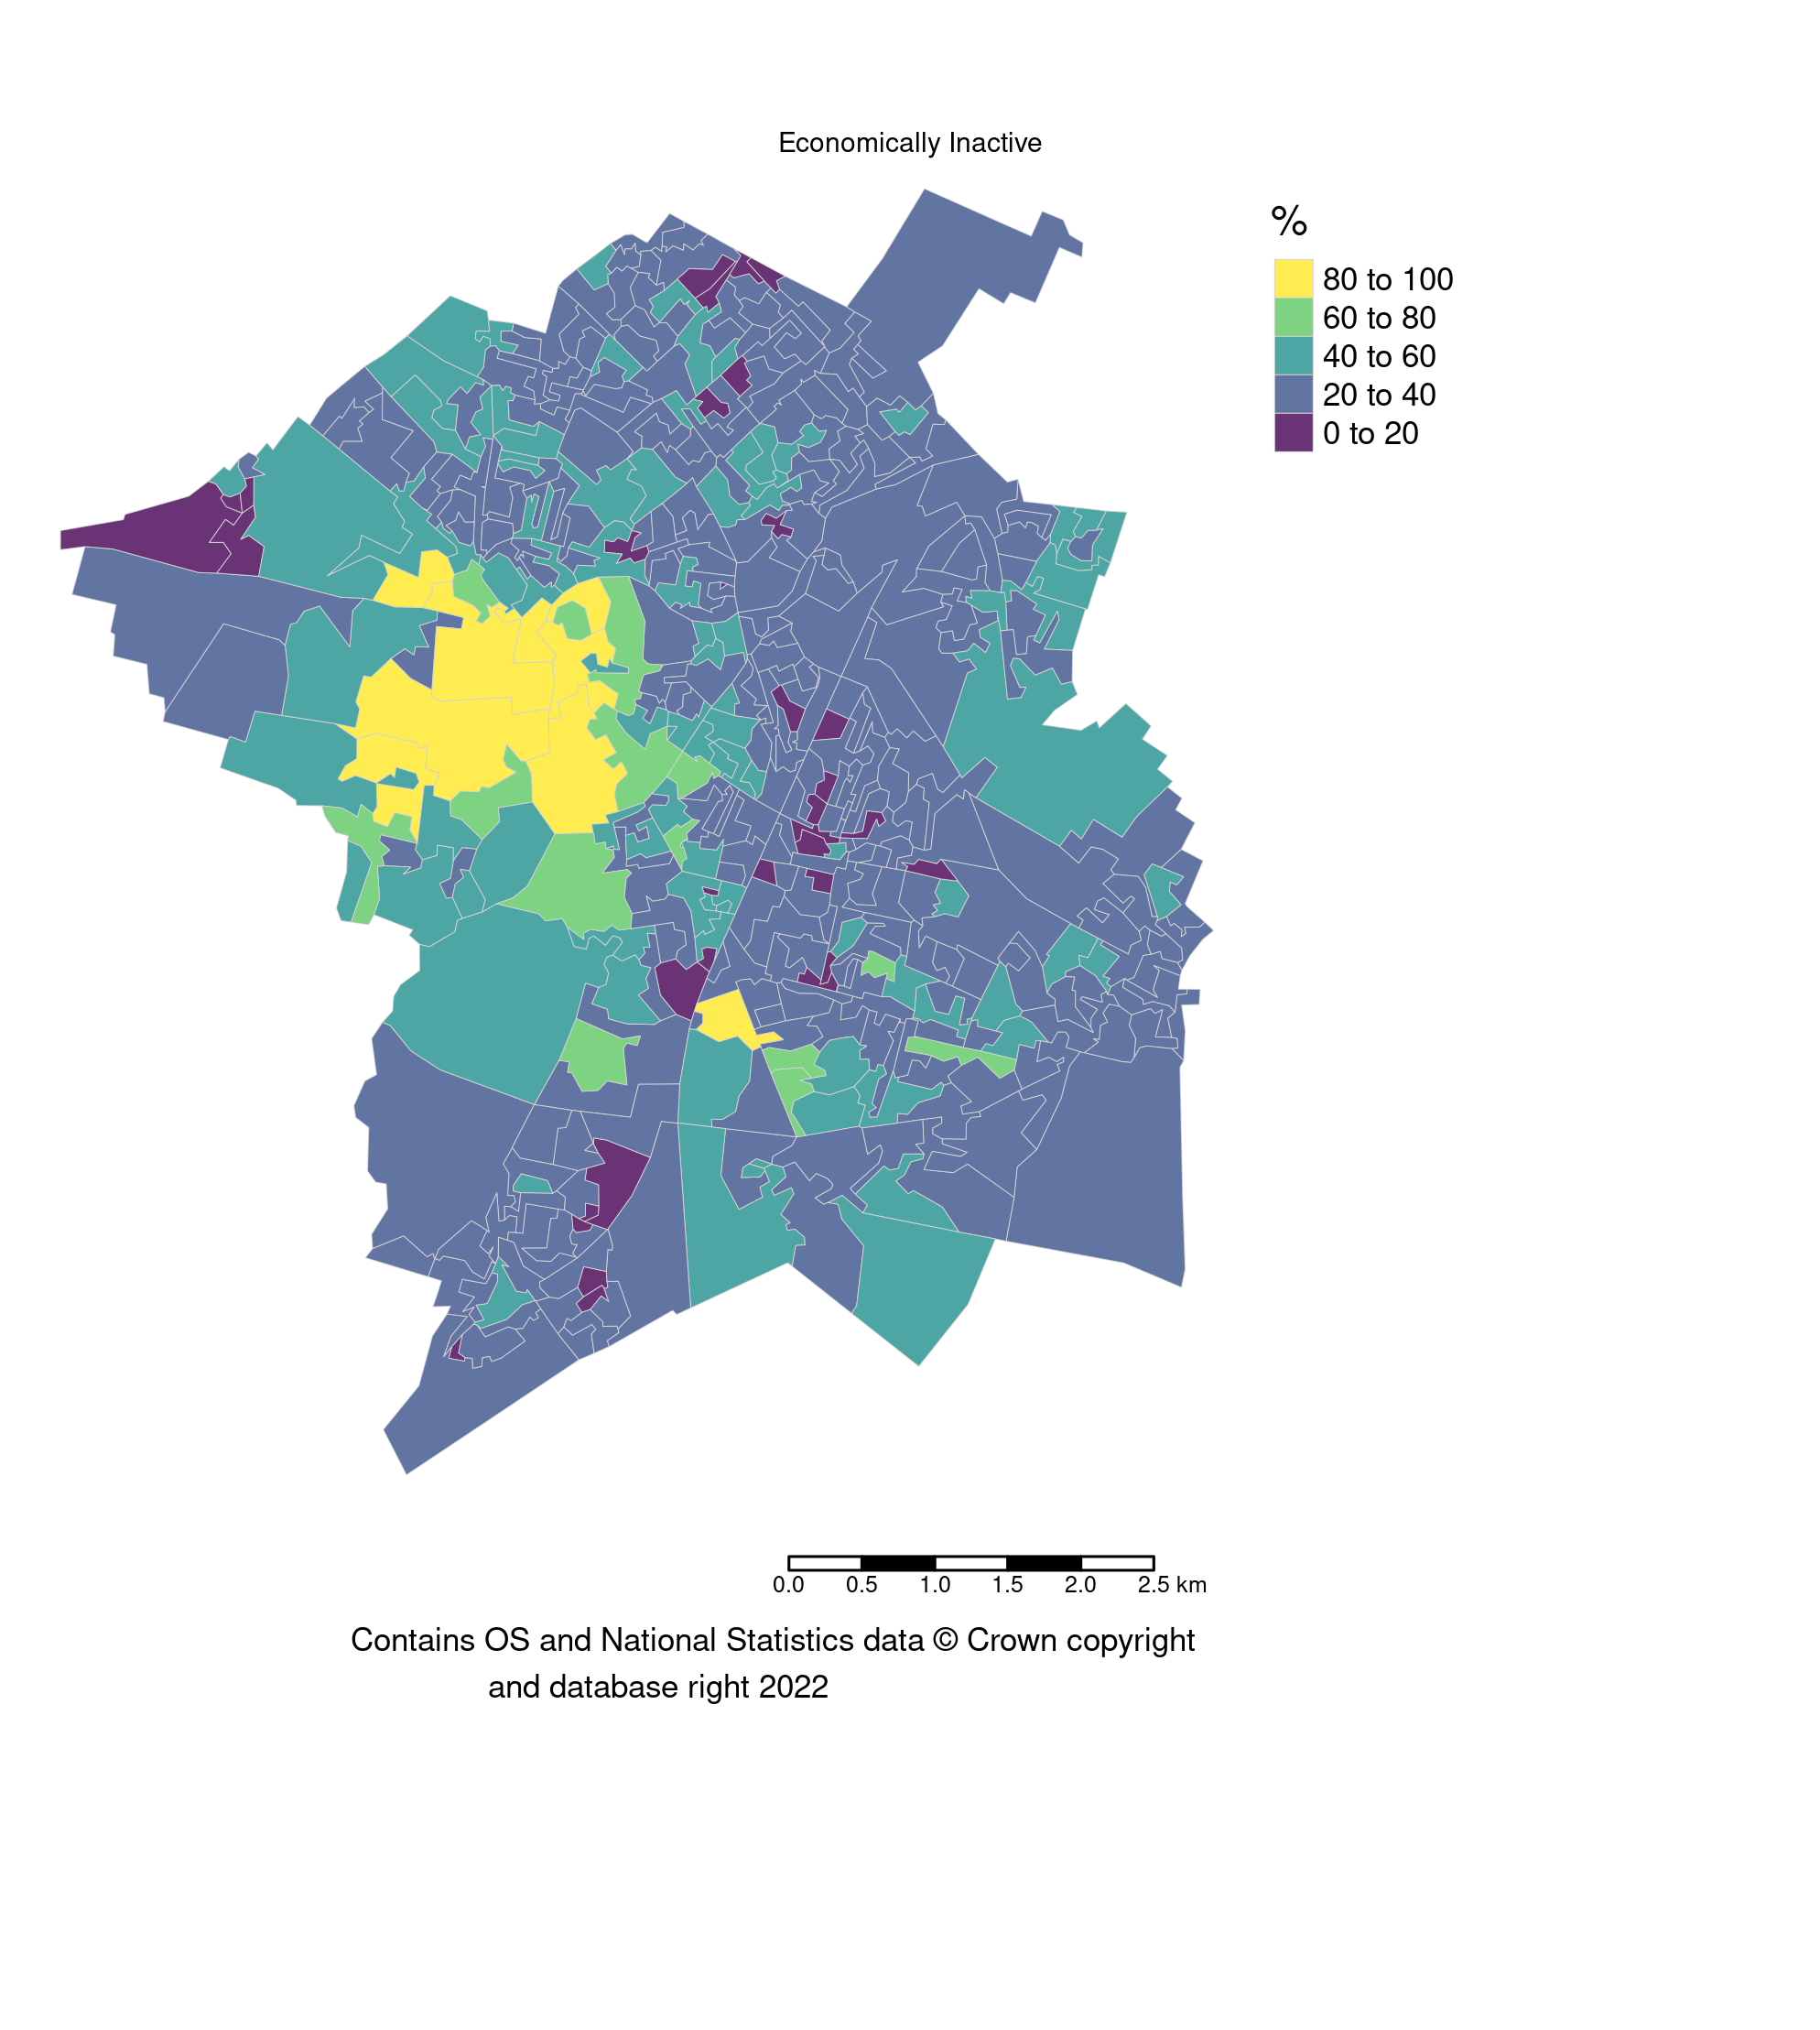 Economically Inactive
%
80 to 100
60 to 80
40 to 60
20 to 40
0 to 20
0.0 0.5 1.0 1.5 2.0 2.5 km
Contains OS and National Statistics data © Crown copyright
and database right 2022